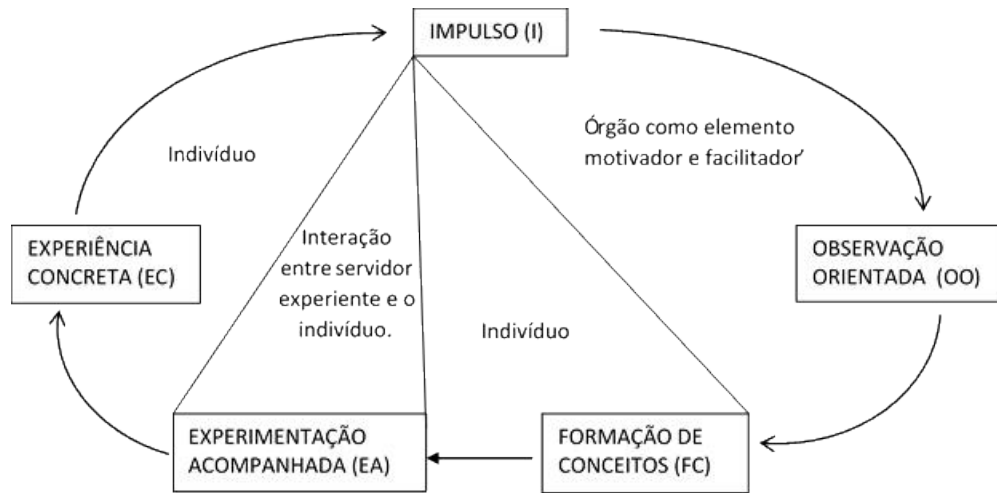 IMPULSO (I)
Órgão como elemento
motivador e facilitador’
Indivíduo
EXPERIÊNCIA
CONCRETA (EC)
Interação
entre servidor
experiente e o
indivíduo.
Indivíduo
OBSERVAÇÃO
ORIENTADA (OO)
EXPERIMENTAÇÃO
ACOMPANHADA (EA)
FORMAÇÃO DE
CONCEITOS (FC)